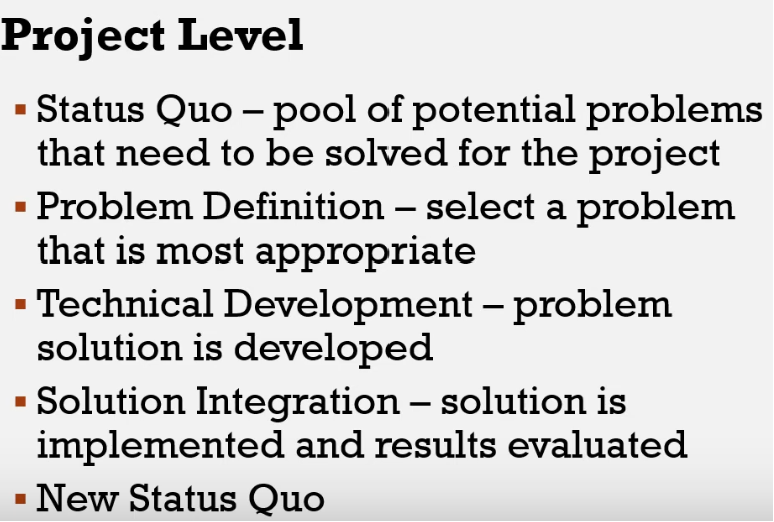 Project Level
▪ Status Quo – pool of potential problems
that need to be solved for the project
▪ Problem Definition – select a problem
that is most appropriate
▪ Technical Development – problem
solution is developed
▪ Solution Integration – solution is
implemented and results evaluated
▪ New Status Quo